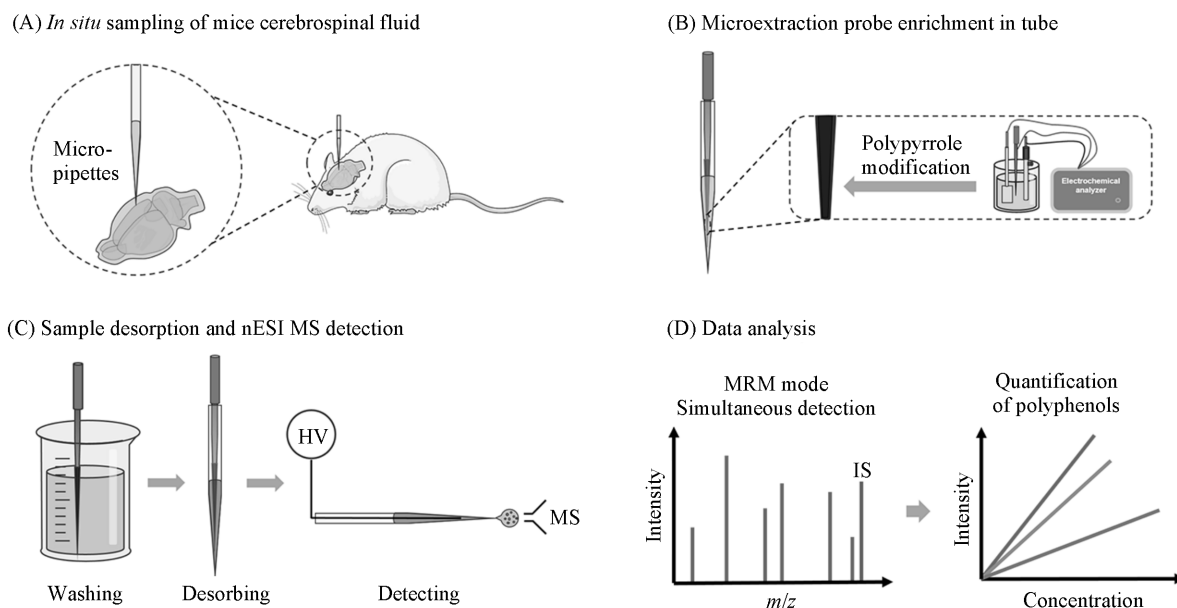 (A) In situ sampling of mice cerebrospinal fluid
Micro-
pipettes
(B) Microextraction probe enrichment in tube
Polypyrrole
modification
Electrochemical
analyzer
(C) Sample desorption and nESI MS detection
HV
MS
Washing
Desorbing
Detecting
(D) Data analysis
MRM mode
Simultaneous detection
IS
Intensity
m/z
Quantification
of polyphenols
Intensity
Concentration